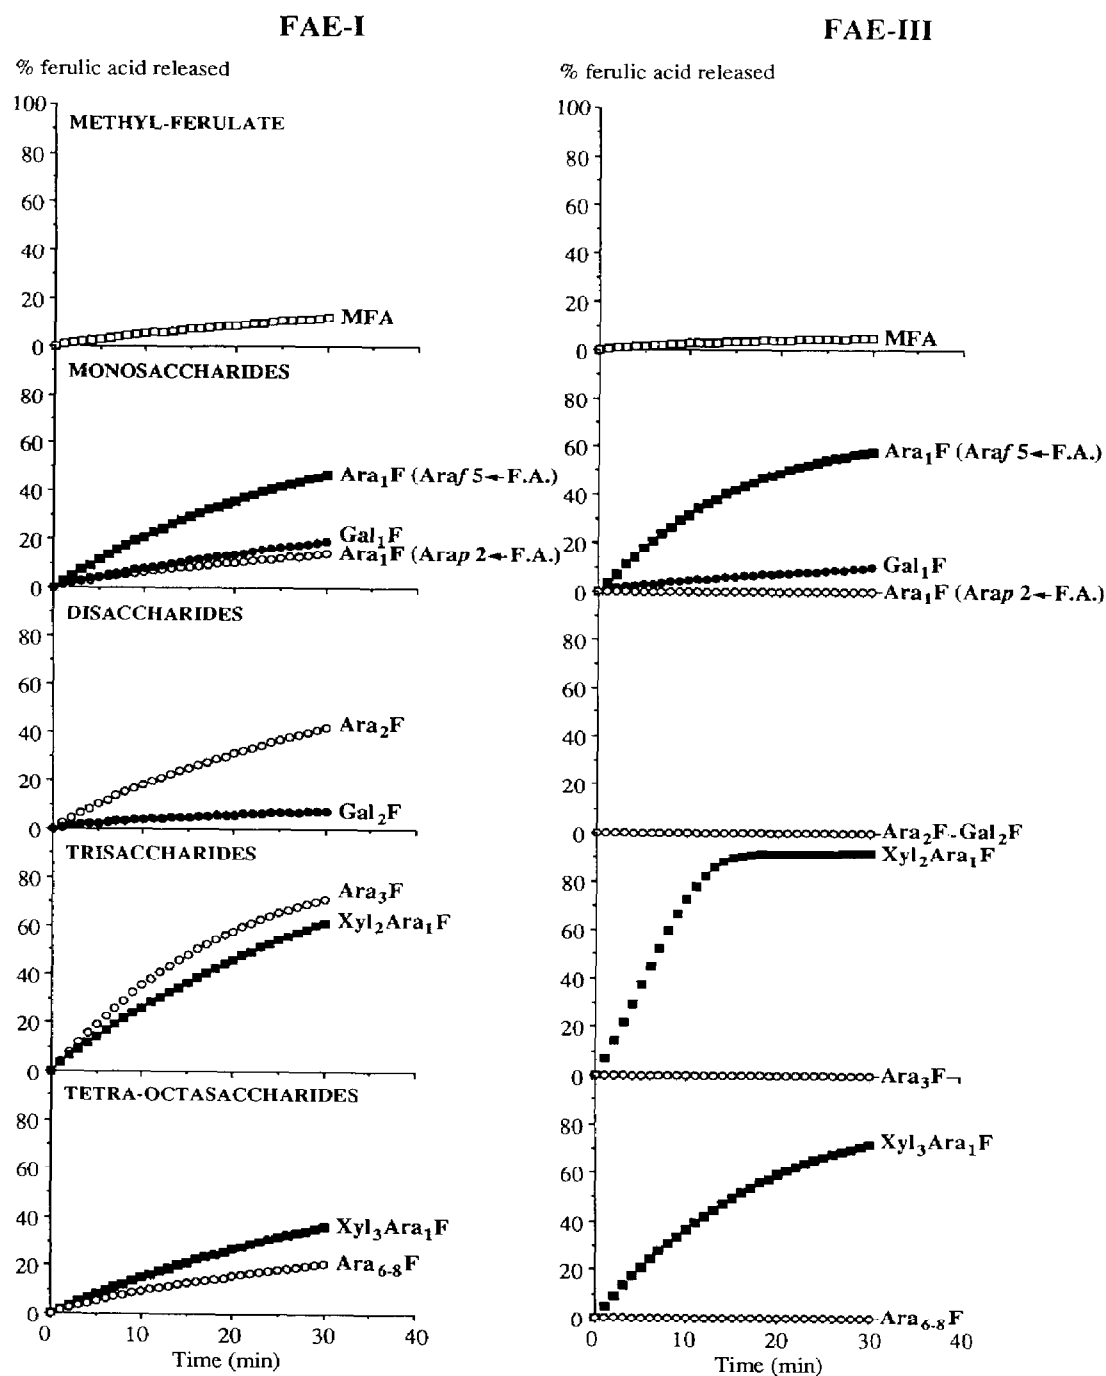 FAE-I
% ferulic acid released
100
METHYL-FERULATE
80
60
40
20
MFA
0
MONOSACCHARIDES
80
60
Ara₁F (Araf 5←F.A.)
40
20
Gal₁F
Ara₁F (Arap 2←F.A.)
0
DISACCHARIDES
80
60
Ara₂F
40
20
Gal₂F
0
TRISACCHARIDES
80
Ara₃F
60
Xyl₂Ara₁F
40
20
0
TETRA-OCTASACCHARIDES
80
60
40
Xyl₃Ara₁F
20
Ara₆₋₈F
0
0 10 20 30 40
Time (min)
FAE-III
% ferulic acid released
100
80
60
40
20
MFA
0
80
60
Ara₁F (Araf 5←F.A.)
40
20
Gal₁F
0
Ara₁F (Arap 2←F.A.)
80
60
40
20
0
Ara₂F-Gal₂F
Xyl₂Ara₁F
80
60
40
20
0
Ara₃F
80
Xyl₃Ara₁F
60
40
20
0
Ara₆₋₈F
0 10 20 30 40
Time (min)